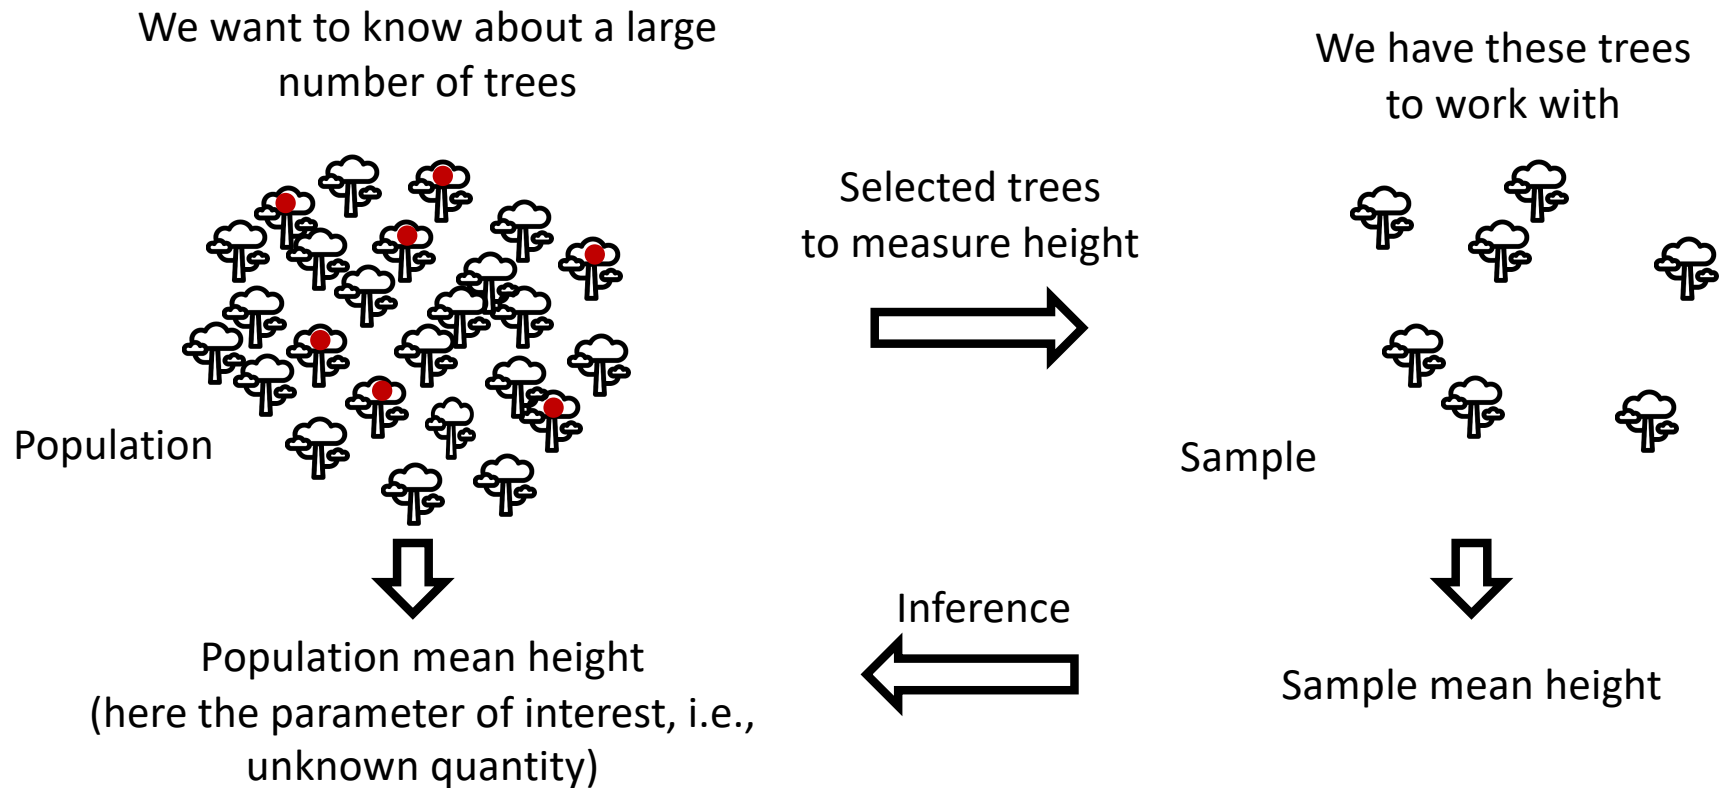 We want to know about a large
number of trees
We have these trees
to work with
Selected trees
to measure height
Population
Sample
Inference
Population mean height
(here the parameter of interest, i.e.,
unknown quantity)
Sample mean height